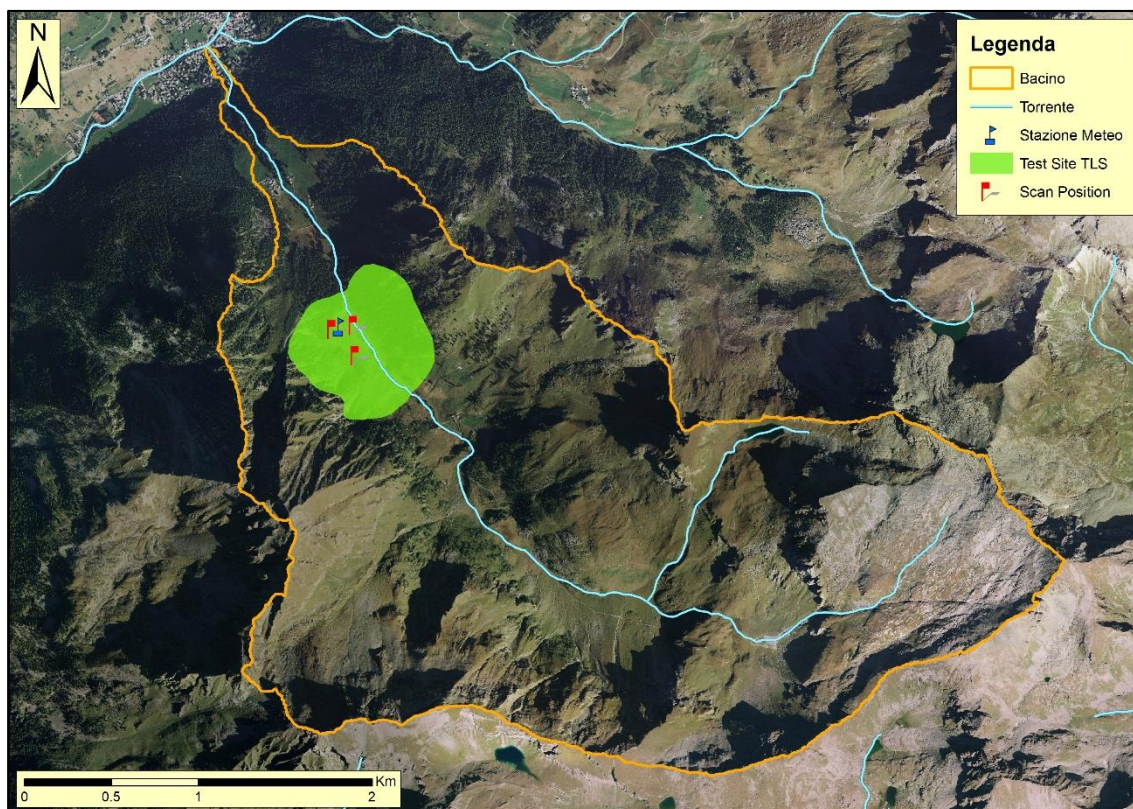 N
Legenda
Bacino
Torrente
Stazione Meteo
Test Site TLS
Scan Position
Km
0 0.5 1 2